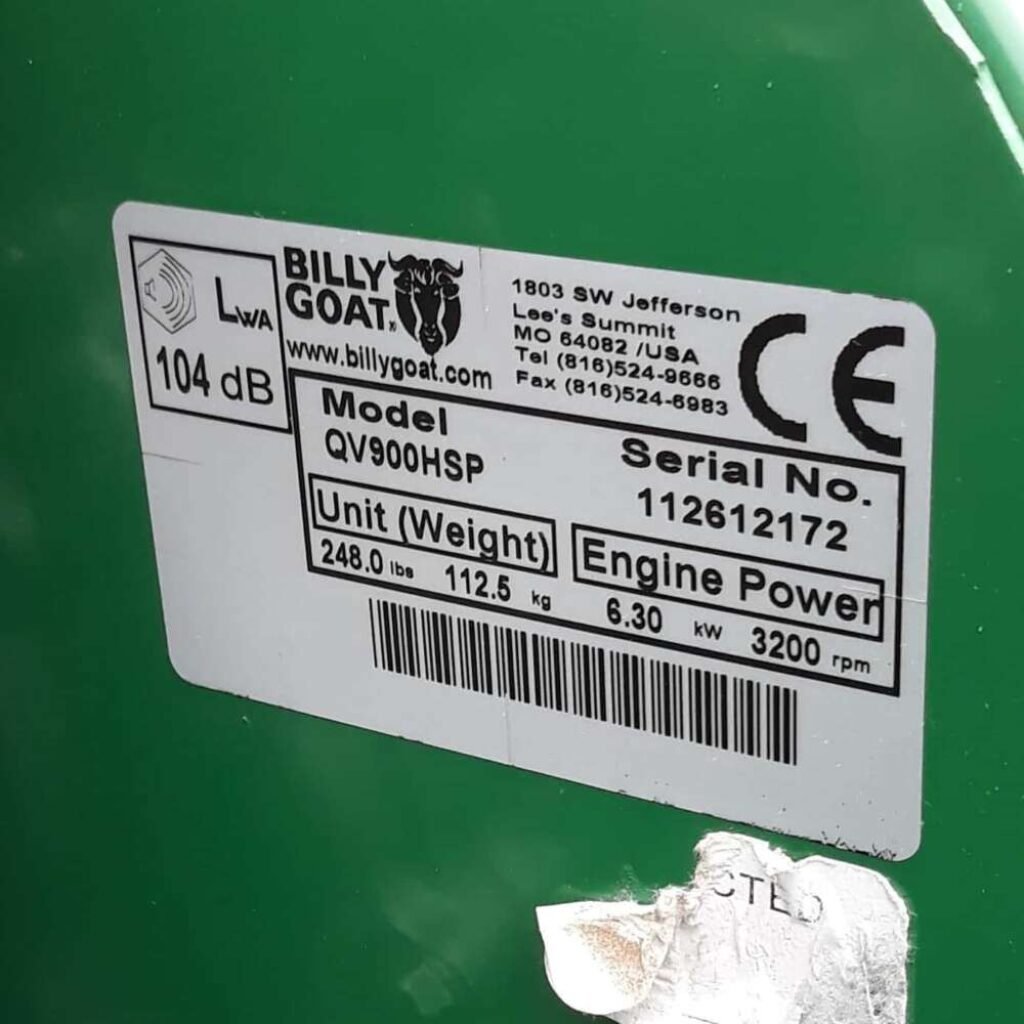 LWA
104 dB
BILLY
GOAT®
www.billygoat.com
1803 SW Jefferson
Lee's Summit
MO 64082 /USA
Tel (816)524-9666
Fax (816)524-6983
CE
Model
QV900HSP
Serial No.
112612172
Unit (Weight)
248.0 lbs 112.5 kg
Engine Power
6.30 kW 3200 rpm
CTED